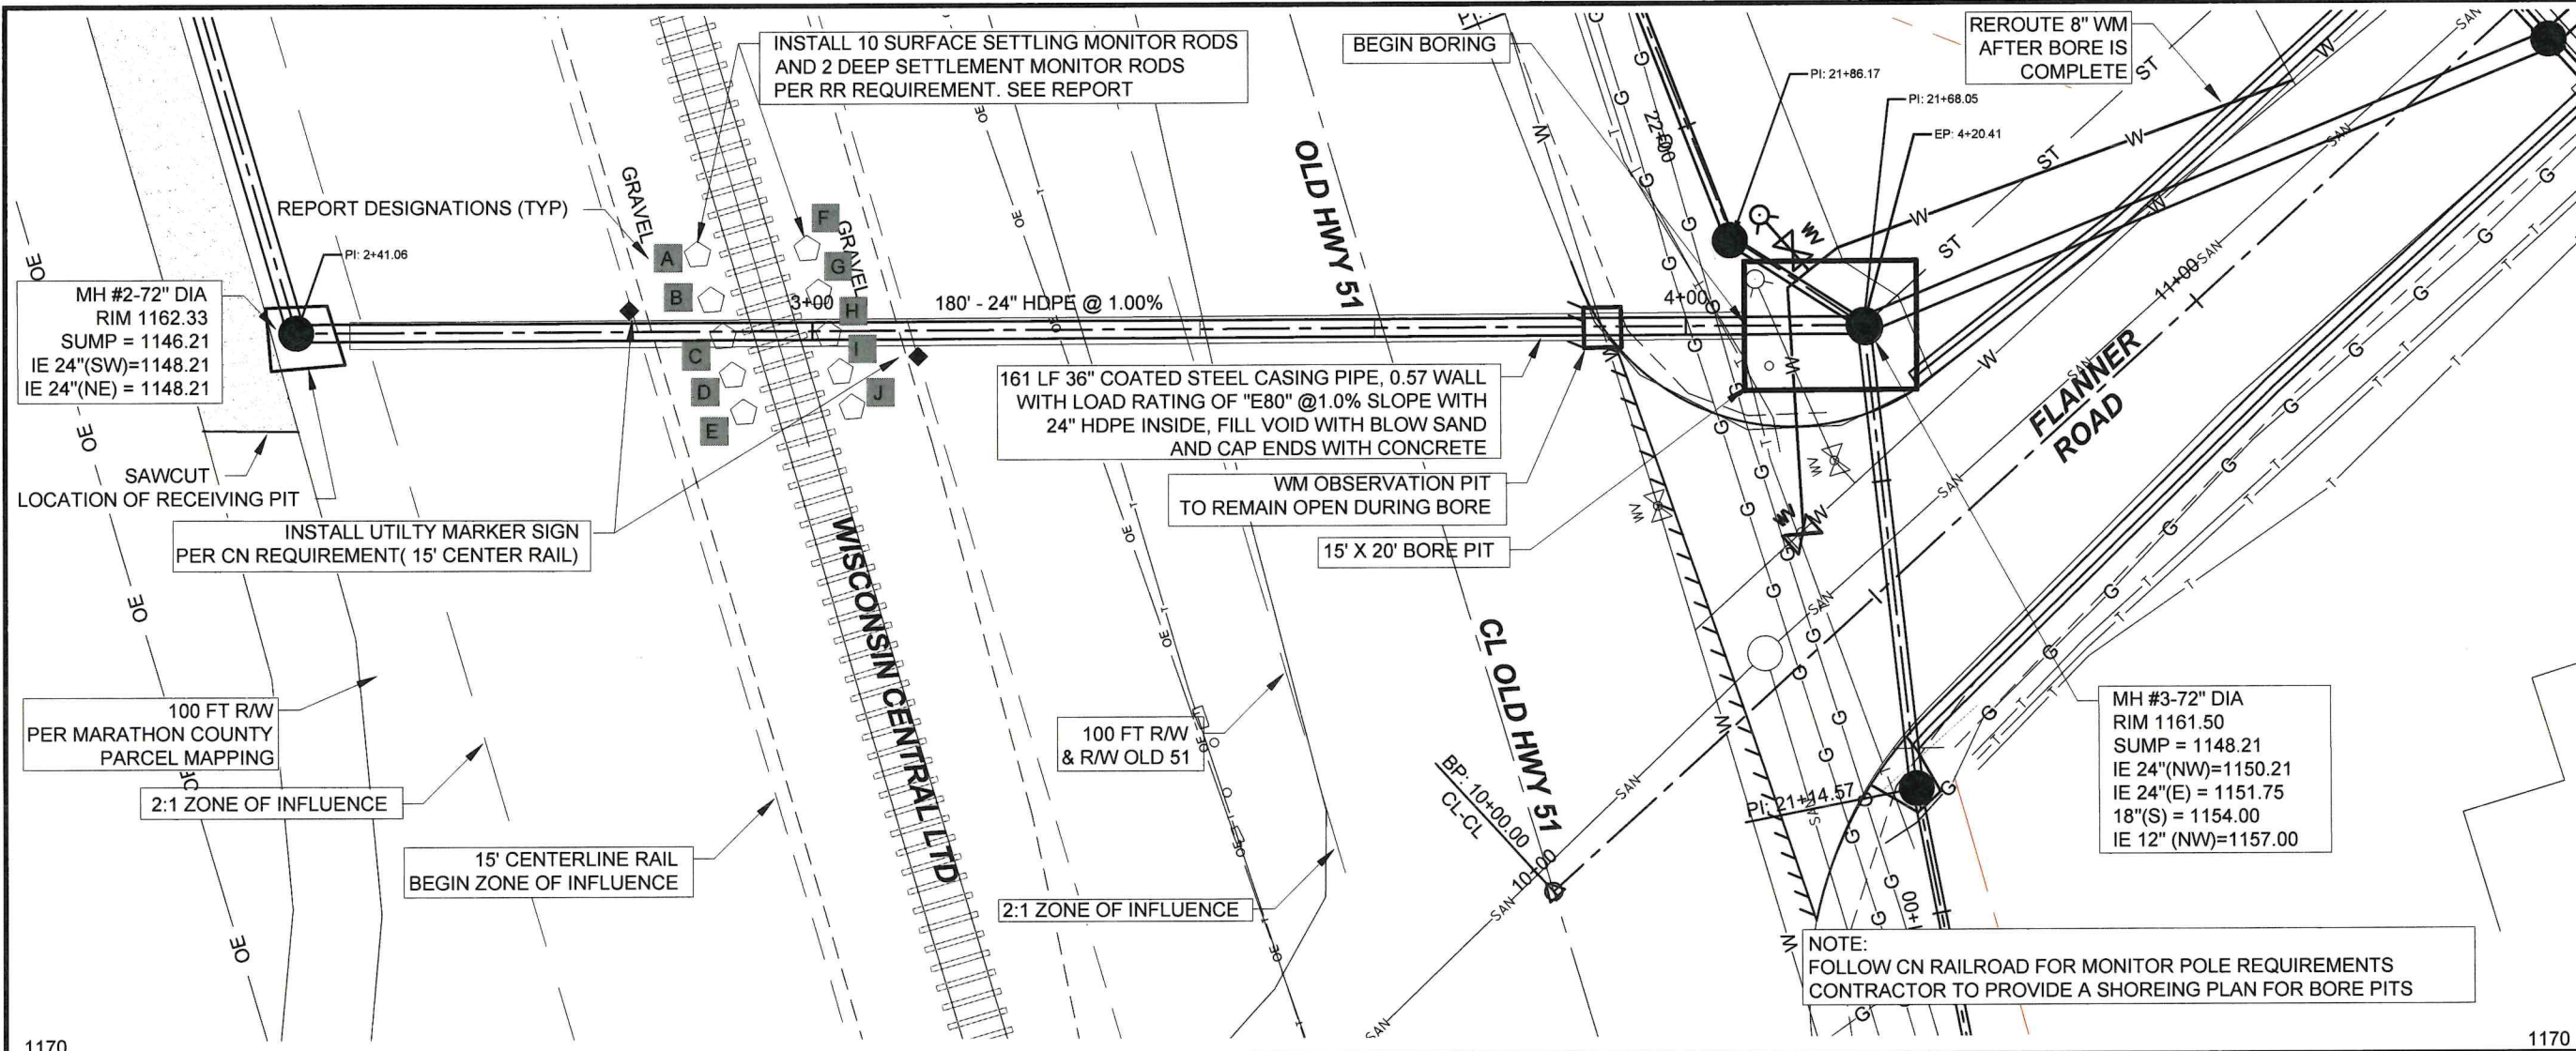 INSTALL 10 SURFACE SETTLING MONITOR RODS
AND 2 DEEP SETTLEMENT MONITOR RODS
PER RR REQUIREMENT. SEE REPORT
BEGIN BORING
REROUTE 8" WM
AFTER BORE IS
COMPLETE
PI: 21+86.17
PI: 21+68.05
EP: 4+20.41
22+00
OLD HWY 51
REPORT DESIGNATIONS (TYP)
GRAVEL
GRAVEL
PI: 2+41.06
A
B
C
D
E
F
G
H
I
J
MH #2-72" DIA
RIM 1162.33
SUMP = 1146.21
IE 24"(SW)=1148.21
IE 24"(NE) = 1148.21
3+00
180' - 24" HDPE @ 1.00%
4+00
11+00
FLANNER
ROAD
161 LF 36" COATED STEEL CASING PIPE, 0.57 WALL
WITH LOAD RATING OF "E80" @1.0% SLOPE WITH
24" HDPE INSIDE, FILL VOID WITH BLOW SAND
AND CAP ENDS WITH CONCRETE
SAWCUT
LOCATION OF RECEIVING PIT
WM OBSERVATION PIT
TO REMAIN OPEN DURING BORE
INSTALL UTILTY MARKER SIGN
PER CN REQUIREMENT( 15' CENTER RAIL)
15' X 20' BORE PIT
WISCONSIN CENTRAL LTD
CL OLD HWY 51
100 FT R/W
PER MARATHON COUNTY
PARCEL MAPPING
100 FT R/W
& R/W OLD 51
MH #3-72" DIA
RIM 1161.50
SUMP = 1148.21
IE 24"(NW)=1150.21
IE 24"(E) = 1151.75
18"(S) = 1154.00
IE 12" (NW)=1157.00
2:1 ZONE OF INFLUENCE
BP: 10+00.00
CL-CL
10+00
PI: 21+14.57
15' CENTERLINE RAIL
BEGIN ZONE OF INFLUENCE
2:1 ZONE OF INFLUENCE
NOTE:
FOLLOW CN RAILROAD FOR MONITOR POLE REQUIREMENTS
CONTRACTOR TO PROVIDE A SHOREING PLAN FOR BORE PITS
1170
1170